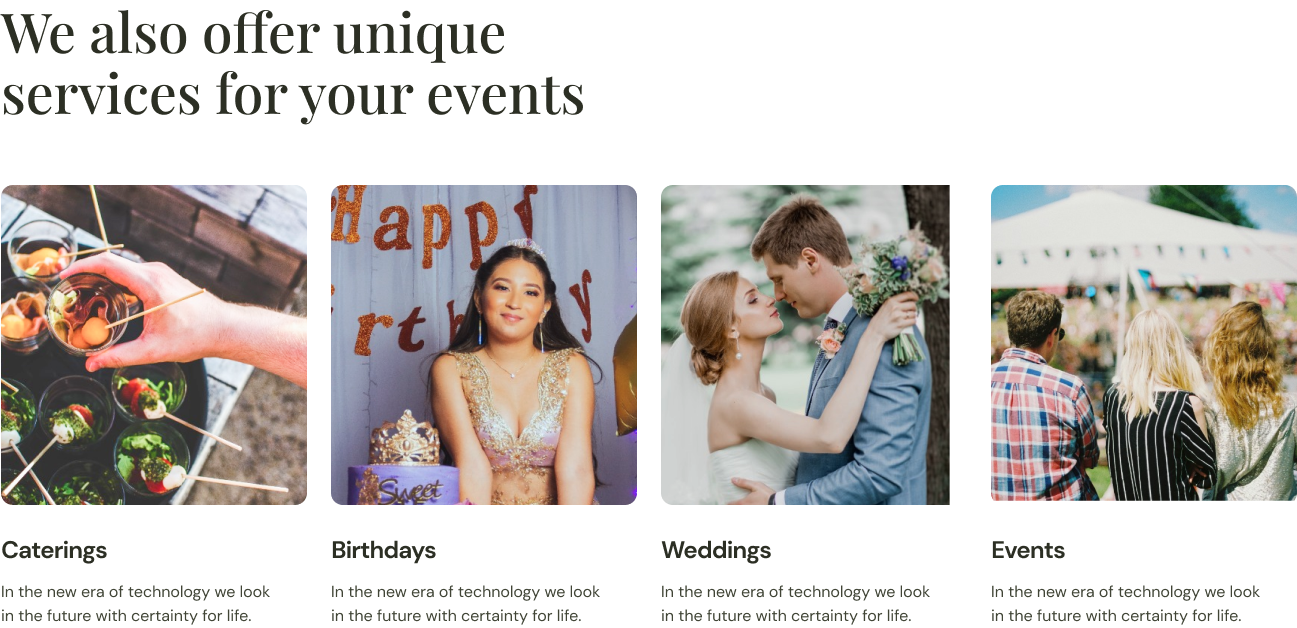 We also offer unique
services for your events
Happy
Sweet
Caterings
Birthdays
Weddings
Events
In the new era of technology we look
in the future with certainty for life.
In the new era of technology we look
in the future with certainty for life.
In the new era of technology we look
in the future with certainty for life.
In the new era of technology we look
in the future with certainty for life.